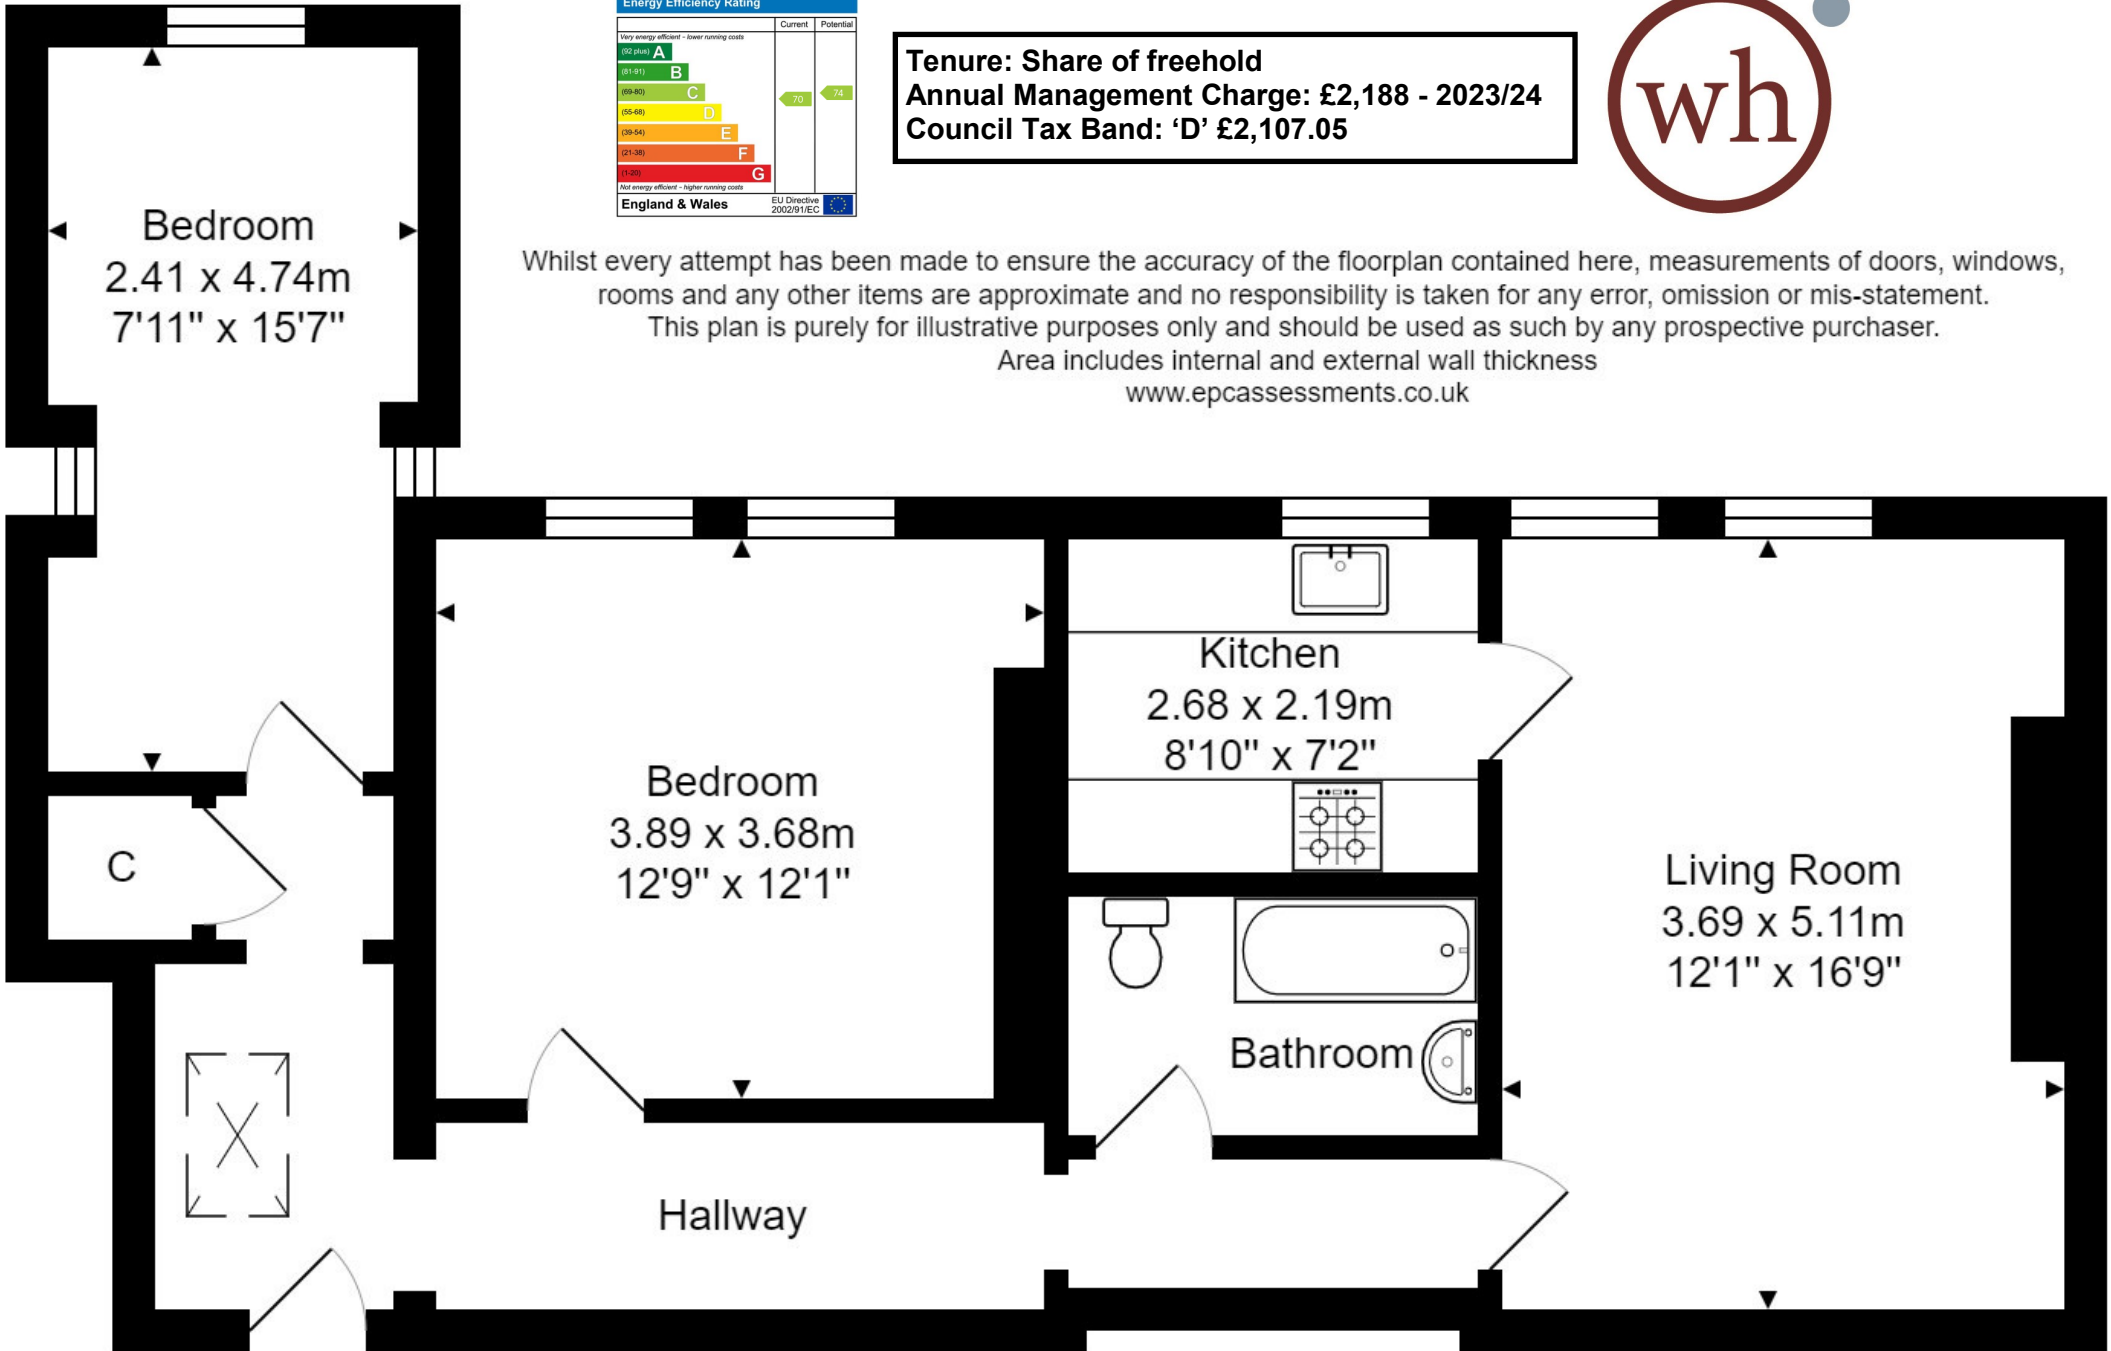 Energy Efficiency Rating
Current Potential
Very energy efficient - lower running costs
(92 plus) A
(81-91) B
(69-80) C
(55-68) D
(39-54) E
(21-38) F
(1-20) G
70 74
Not energy efficient - higher running costs
England & Wales
EU Directive
2002/91/EC
Tenure: Share of freehold
Annual Management Charge: £2,188 - 2023/24
Council Tax Band: ‘D’ £2,107.05
wh
Whilst every attempt has been made to ensure the accuracy of the floorplan contained here, measurements of doors, windows,
rooms and any other items are approximate and no responsibility is taken for any error, omission or mis-statement.
This plan is purely for illustrative purposes only and should be used as such by any prospective purchaser.
Area includes internal and external wall thickness
www.epcassessments.co.uk
Bedroom
2.41 x 4.74m
7'11" x 15'7"
Bedroom
3.89 x 3.68m
12'9" x 12'1"
Kitchen
2.68 x 2.19m
8'10" x 7'2"
Living Room
3.69 x 5.11m
12'1" x 16'9"
C
Bathroom
Hallway